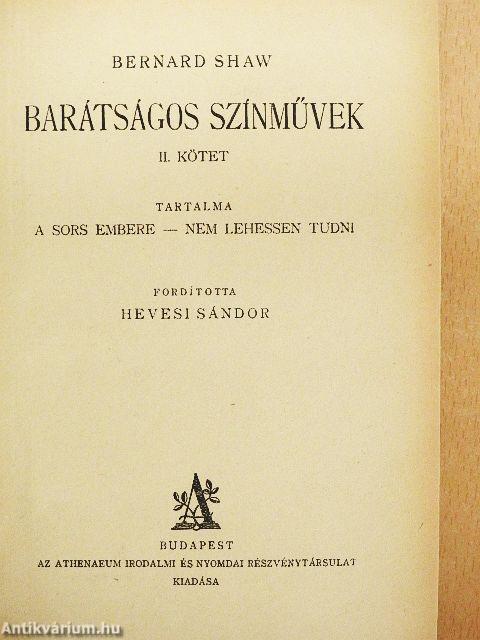 BERNARD SHAW
BARÁTSÁGOS SZÍNMŰVEK
II. KÖTET
TARTALMA
A SORS EMBERE — NEM LEHESSEN TUDNI
FORDÍTOTTA
HEVESI SÁNDOR
A
BUDAPEST
AZ ATHENAEUM IRODALMI ÉS NYOMDAI RÉSZVÉNYTÁRSULAT
KIADÁSA
Antikvárium.hu